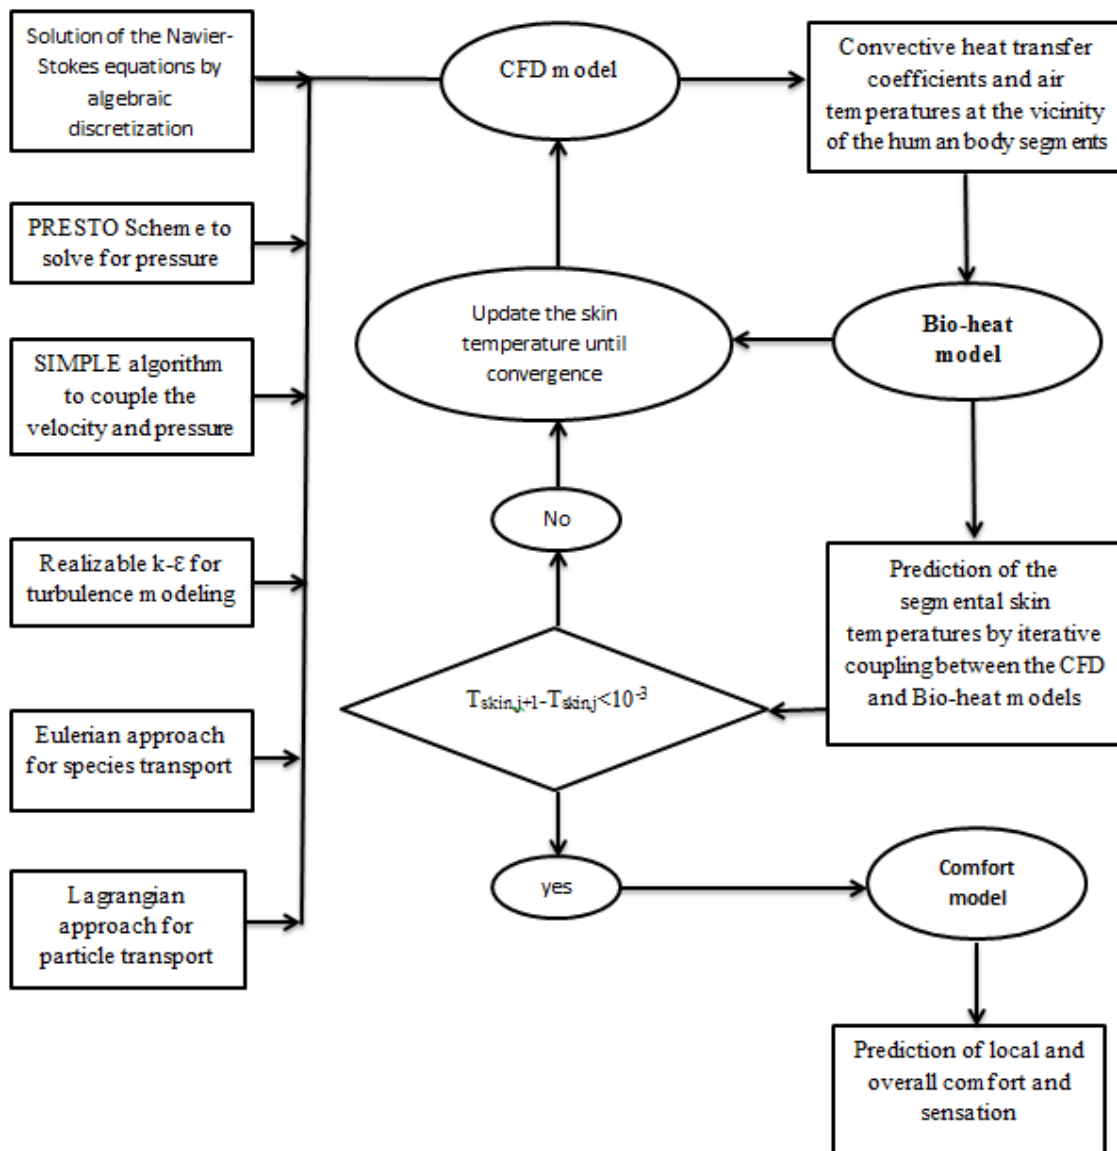 Solution of the Navier-
Stokes equations by
algebraic
discretization
PRESTO Scheme to
solve for pressure
SIMPLE algorithm
to couple the
velocity and pressure
Realizable k-ε for
turbulence modeling
Eulerian approach
for species transport
Lagrangian
approach for
particle transport
CFD model
Convective heat transfer
coefficients and air
temperatures at the vicinity
of the human body segments
Bio-heat
model
Update the skin
temperature until
convergence
No
Prediction of the
segmental skin
temperatures by iterative
coupling between the CFD
and Bio-heat models
Tskin,j+1-Tskin,j<10-3
yes
Comfort
model
Prediction of local and
overall comfort and
sensation